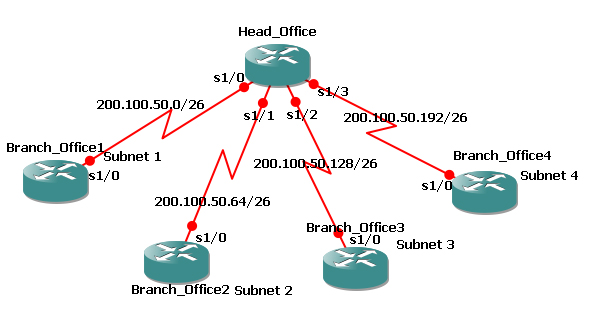 Head_Office
s1/0
s1/3
200.100.50.0/26
s1/1
s1/2
200.100.50.192/26
Branch_Office1
Subnet 1
s1/0
200.100.50.128/26
Branch_Office4
s1/0
Subnet 4
200.100.50.64/26
Branch_Office3
s1/0
s1/0
Subnet 3
Branch_Office2
Subnet 2